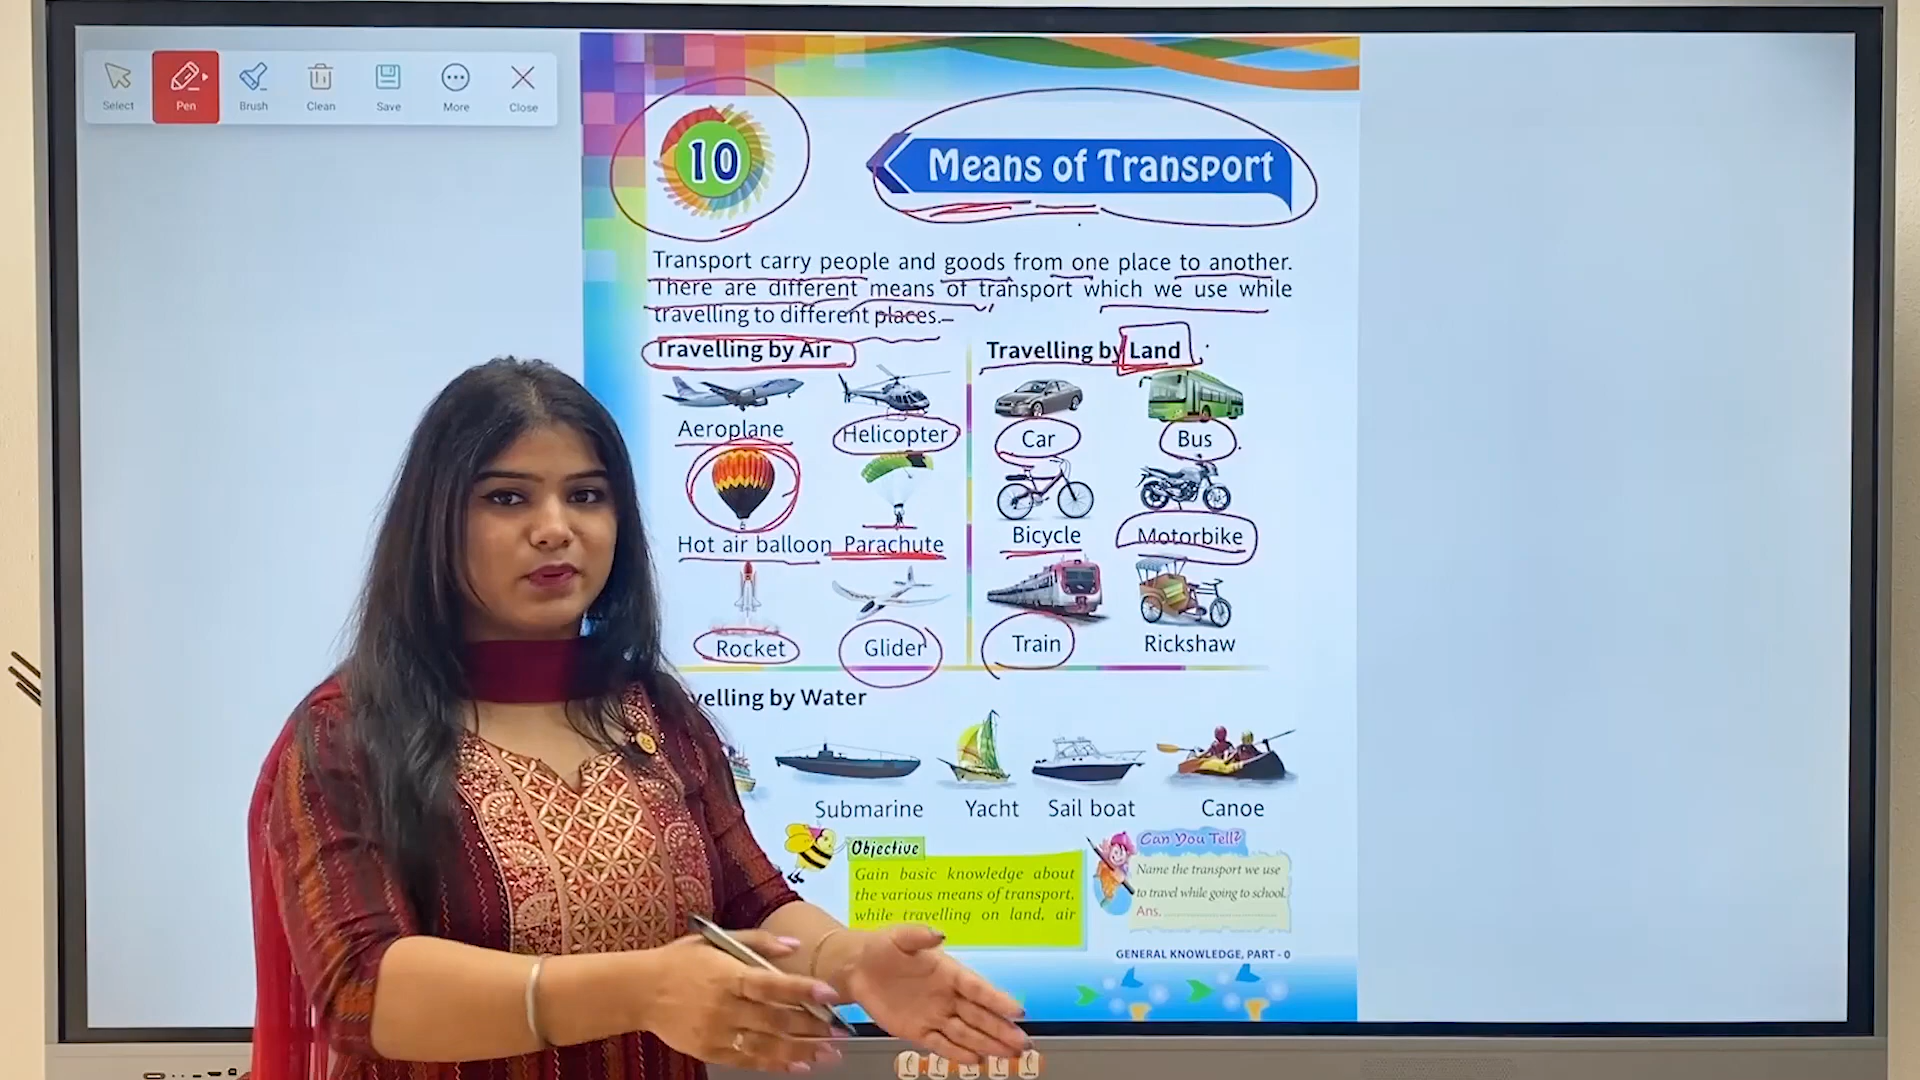 Select Pen Brush Clean Save More Close
10
Means of Transport
Transport carry people and goods from one place to another.
There are different means of transport which we use while
travelling to different places.
Travelling by Air
Travelling by Land
Aeroplane Helicopter
Car Bus
Hot air balloon Parachute
Bicycle Motorbike
Rocket Glider
Train Rickshaw
velling by Water
Submarine Yacht Sail boat Canoe
Objective
Gain basic knowledge about
the various means of transport,
while travelling on land, air
Can You Tell?
Name the transport we use
to travel while going to school.
Ans.
GENERAL KNOWLEDGE, PART - 0